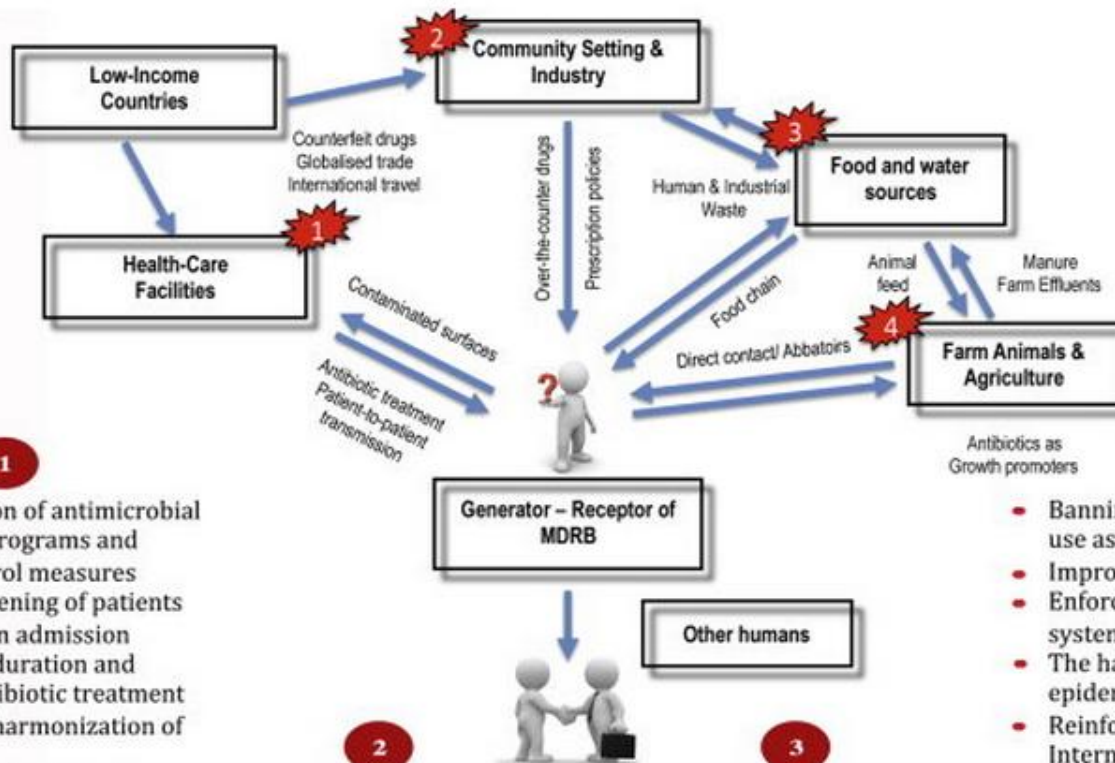 2
Community Setting &
Industry
Low-Income
Countries
Counterfeit drugs
Globalised trade
International travel
Over-the-counter drugs
Prescription policies
Human & Industrial
Waste
3
Food and water
sources
1
Health-Care
Facilities
Contaminated surfaces
Antibiotic treatment
Patient-to-patient
transmission
Food chain
Animal
feed
Manure
Farm Effluents
4
Direct contact/ Abbatoirs
Farm Animals &
Agriculture
Antibiotics as
Growth promoters
?
Generator – Receptor of
MDRB
Other humans
1
on of antimicrobial
rograms and
rol measures
ening of patients
n admission
duration and
ibiotic treatment
harmonization of
2
3
• Banni
use as
• Impro
• Enforc
system
• The ha
epider
• Reinfo
Intern